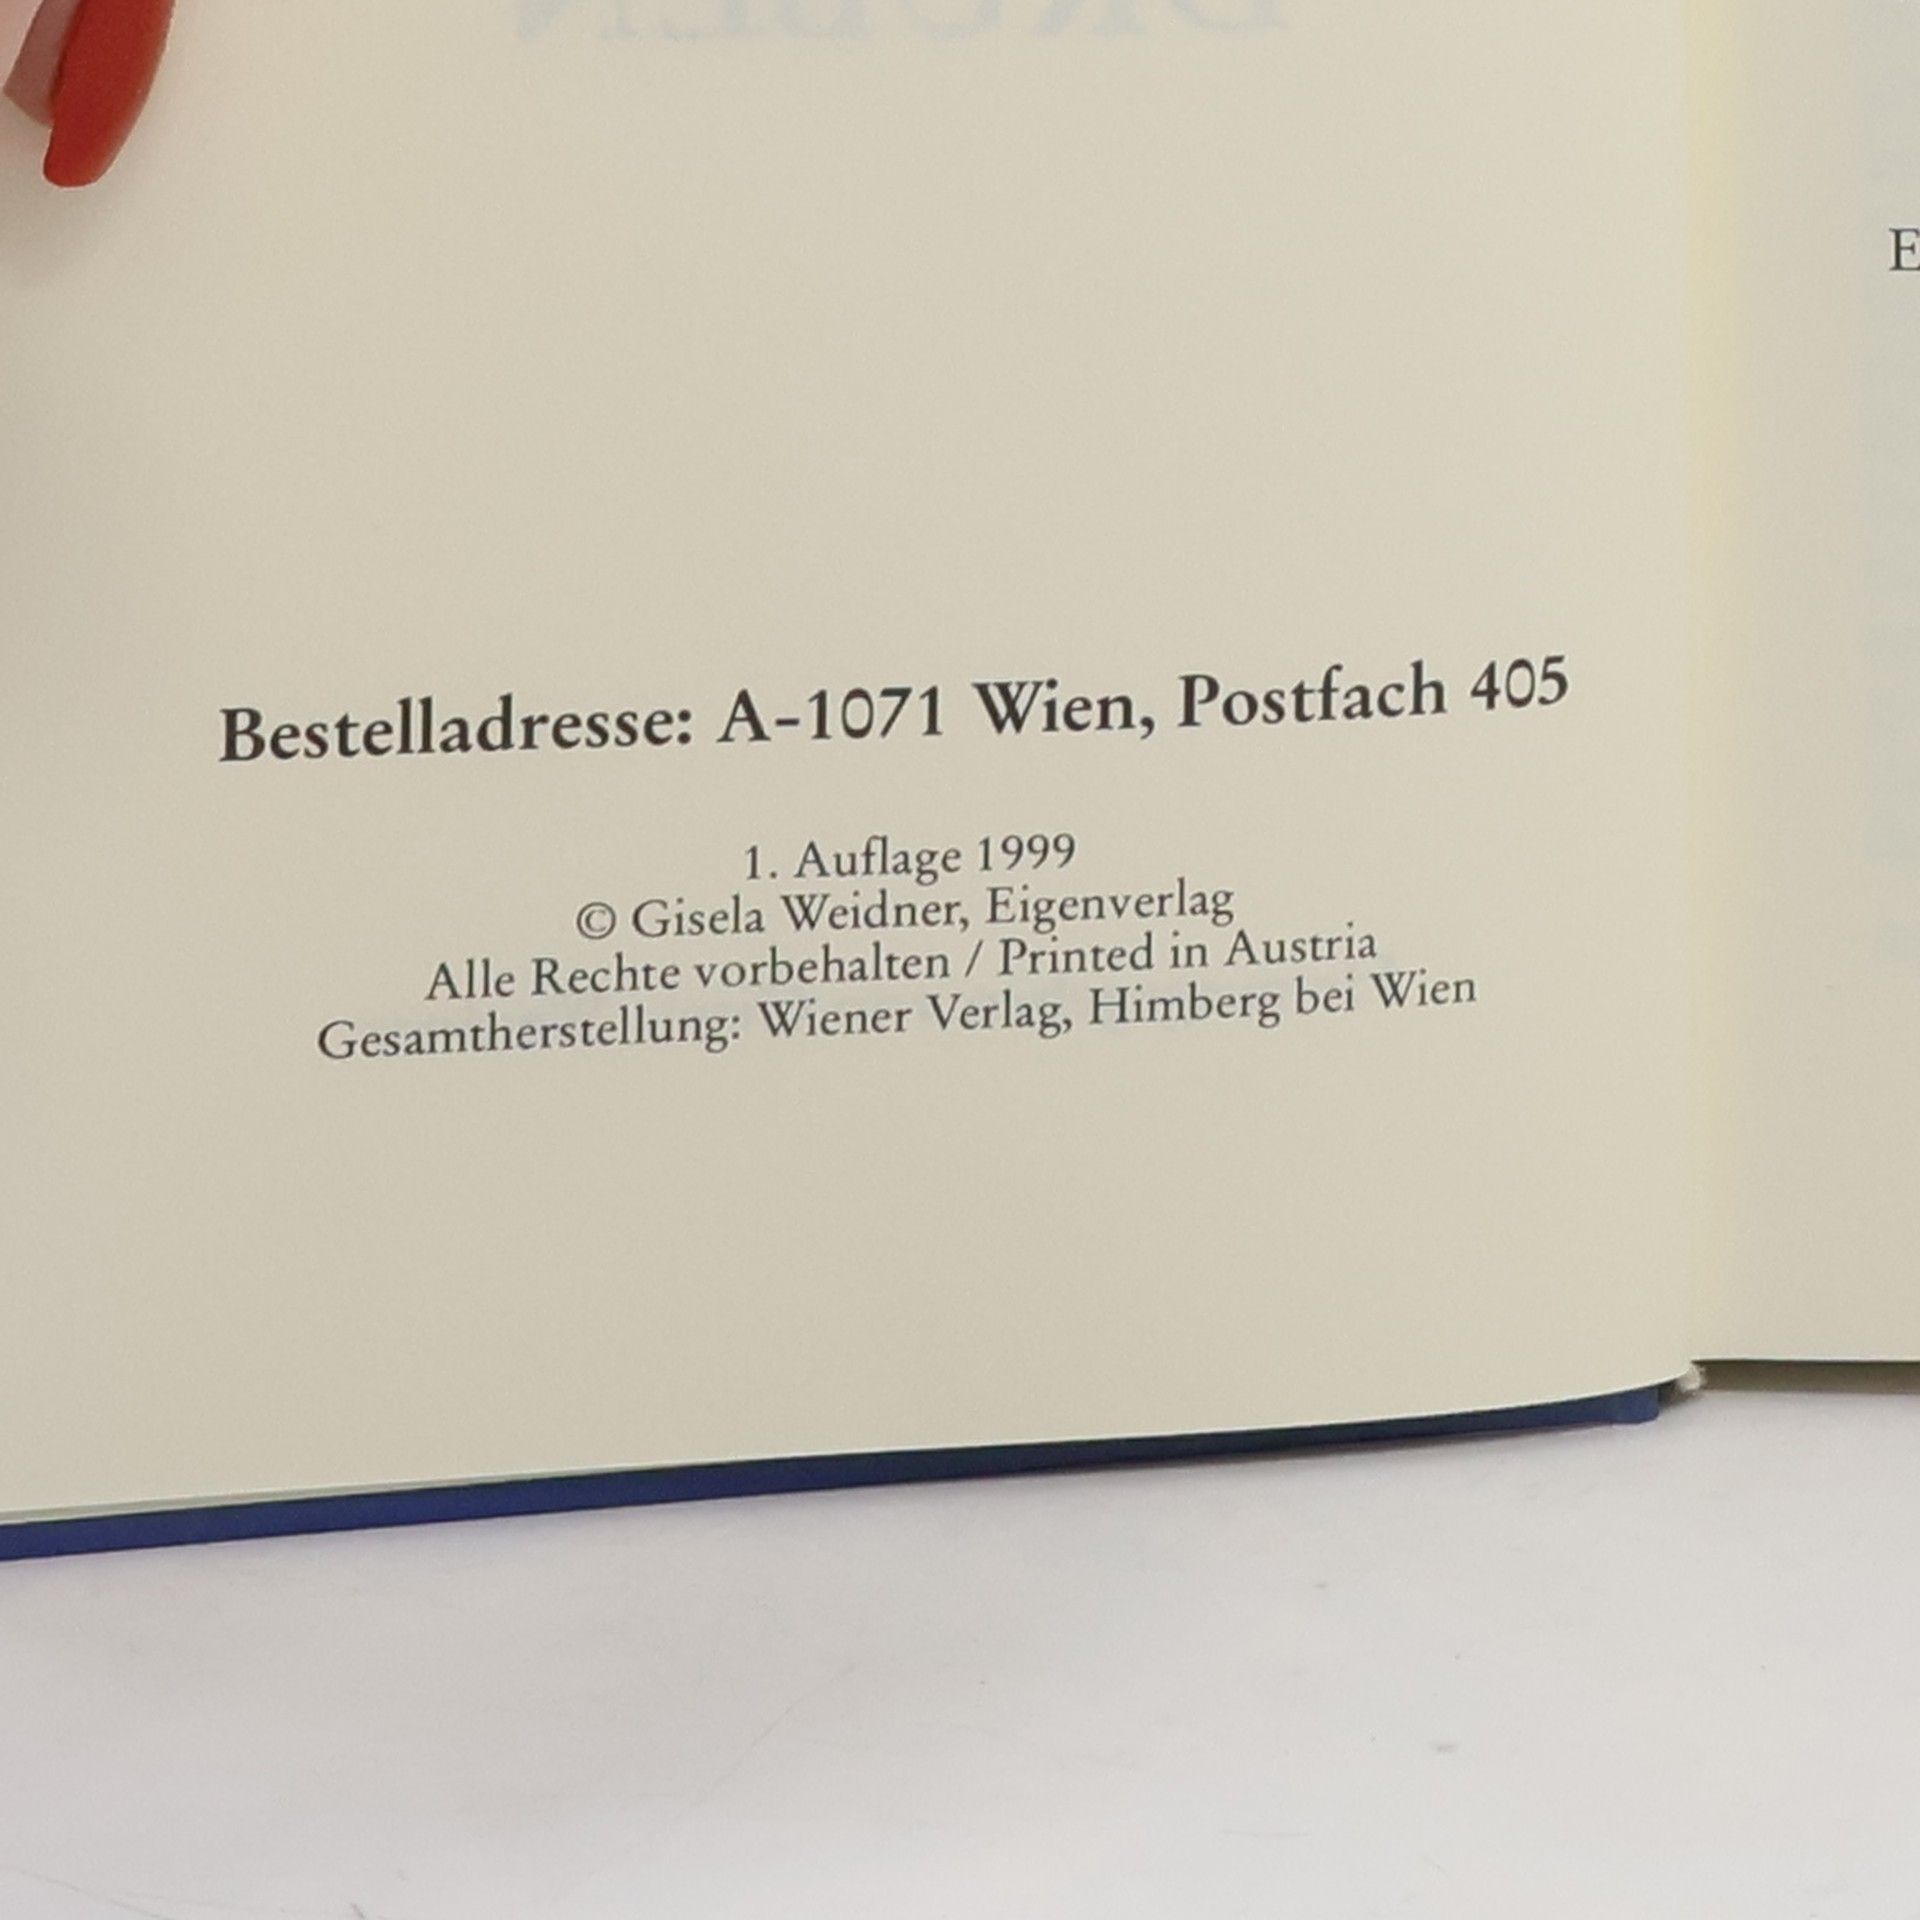 E
Bestelladresse: A-1071 Wien, Postfach 405
1. Auflage 1999
© Gisela Weidner, Eigenverlag
Alle Rechte vorbehalten / Printed in Austria
Gesamtherstellung: Wiener Verlag, Himberg bei Wien